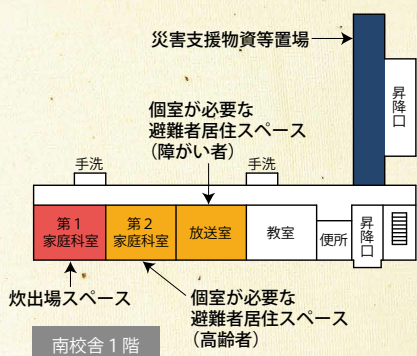 災害支援物資等置場
昇降口
個室が必要な
避難者居住スペース
（障がい者）
手洗
手洗
第１
家庭科室
第２
家庭科室
放送室
教室
便所
昇降口
炊出場スペース
個室が必要な
避難者居住スペース
（高齢者）
南校舎１階